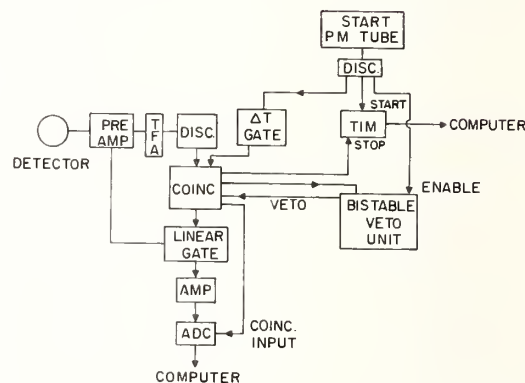 START
PM TUBE
DISC.
START
TIM
STOP
COMPUTER
ΔT
GATE
PRE
AMP
T
F
A
DISC.
DETECTOR
COINC
VETO
ENABLE
BISTABLE
VETO
UNIT
LINEAR
GATE
AMP
ADC
COINC.
INPUT
COMPUTER